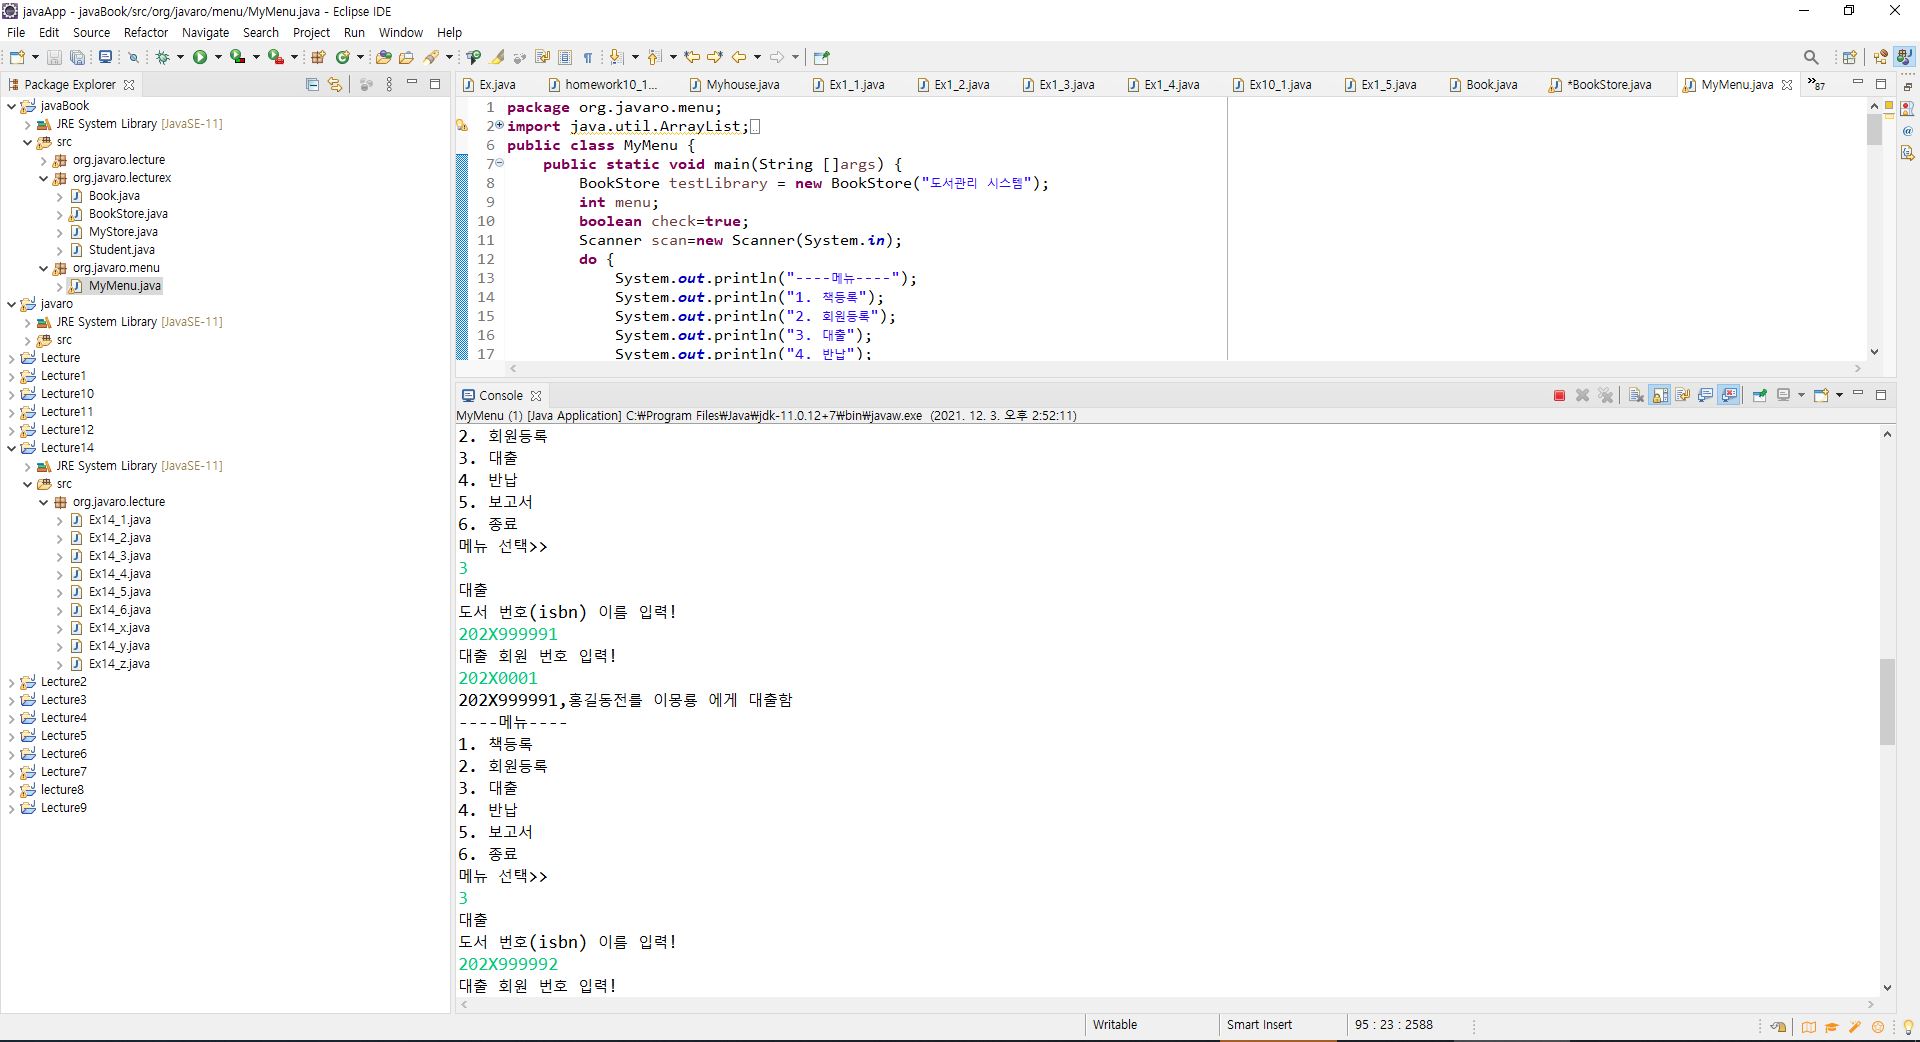 javaApp - javaBook/src/org/javaro/menu/MyMenu.java - Eclipse IDE
File Edit Source Refactor Navigate Search Project Run Window Help
Package Explorer
javaBook
JRE System Library [JavaSE-11]
src
org.javaro.lecture
org.javaro.lecturex
Book.java
BookStore.java
MyStore.java
Student.java
org.javaro.menu
MyMenu.java
javaro
JRE System Library [JavaSE-11]
src
Lecture
Lecture1
Lecture10
Lecture11
Lecture12
Lecture14
JRE System Library [JavaSE-11]
src
org.javaro.lecture
Ex14_1.java
Ex14_2.java
Ex14_3.java
Ex14_4.java
Ex14_5.java
Ex14_6.java
Ex14_x.java
Ex14_y.java
Ex14_z.java
Lecture2
Lecture3
Lecture4
Lecture5
Lecture6
Lecture7
lecture8
Lecture9
Ex.java homework10_1... Myhouse.java Ex1_1.java Ex1_2.java Ex1_3.java Ex1_4.java Ex10_1.java Ex1_5.java Book.java *BookStore.java MyMenu.java »87
1 package org.javaro.menu;
2 import java.util.ArrayList;
6 public class MyMenu {
7 public static void main(String []args) {
8 BookStore testLibrary = new BookStore("도서관리 시스템");
9 int menu;
10 boolean check=true;
11 Scanner scan=new Scanner(System.in);
12 do {
13 System.out.println("----메뉴----");
14 System.out.println("1. 책등록");
15 System.out.println("2. 회원등록");
16 System.out.println("3. 대출");
17 System.out.println("4. 반납");
Console
MyMenu (1) [Java Application] C:₩Program Files₩Java₩jdk-11.0.12+7₩bin₩javaw.exe (2021. 12. 3. 오후 2:52:11)
2. 회원등록
3. 대출
4. 반납
5. 보고서
6. 종료
메뉴 선택>>
3
대출
도서 번호(isbn) 이름 입력!
202X999991
대출 회원 번호 입력!
202X0001
202X999991,홍길동전를 이몽룡 에게 대출함
----메뉴----
1. 책등록
2. 회원등록
3. 대출
4. 반납
5. 보고서
6. 종료
메뉴 선택>>
3
대출
도서 번호(isbn) 이름 입력!
202X999992
대출 회원 번호 입력!
Writable Smart Insert 95 : 23 : 2588